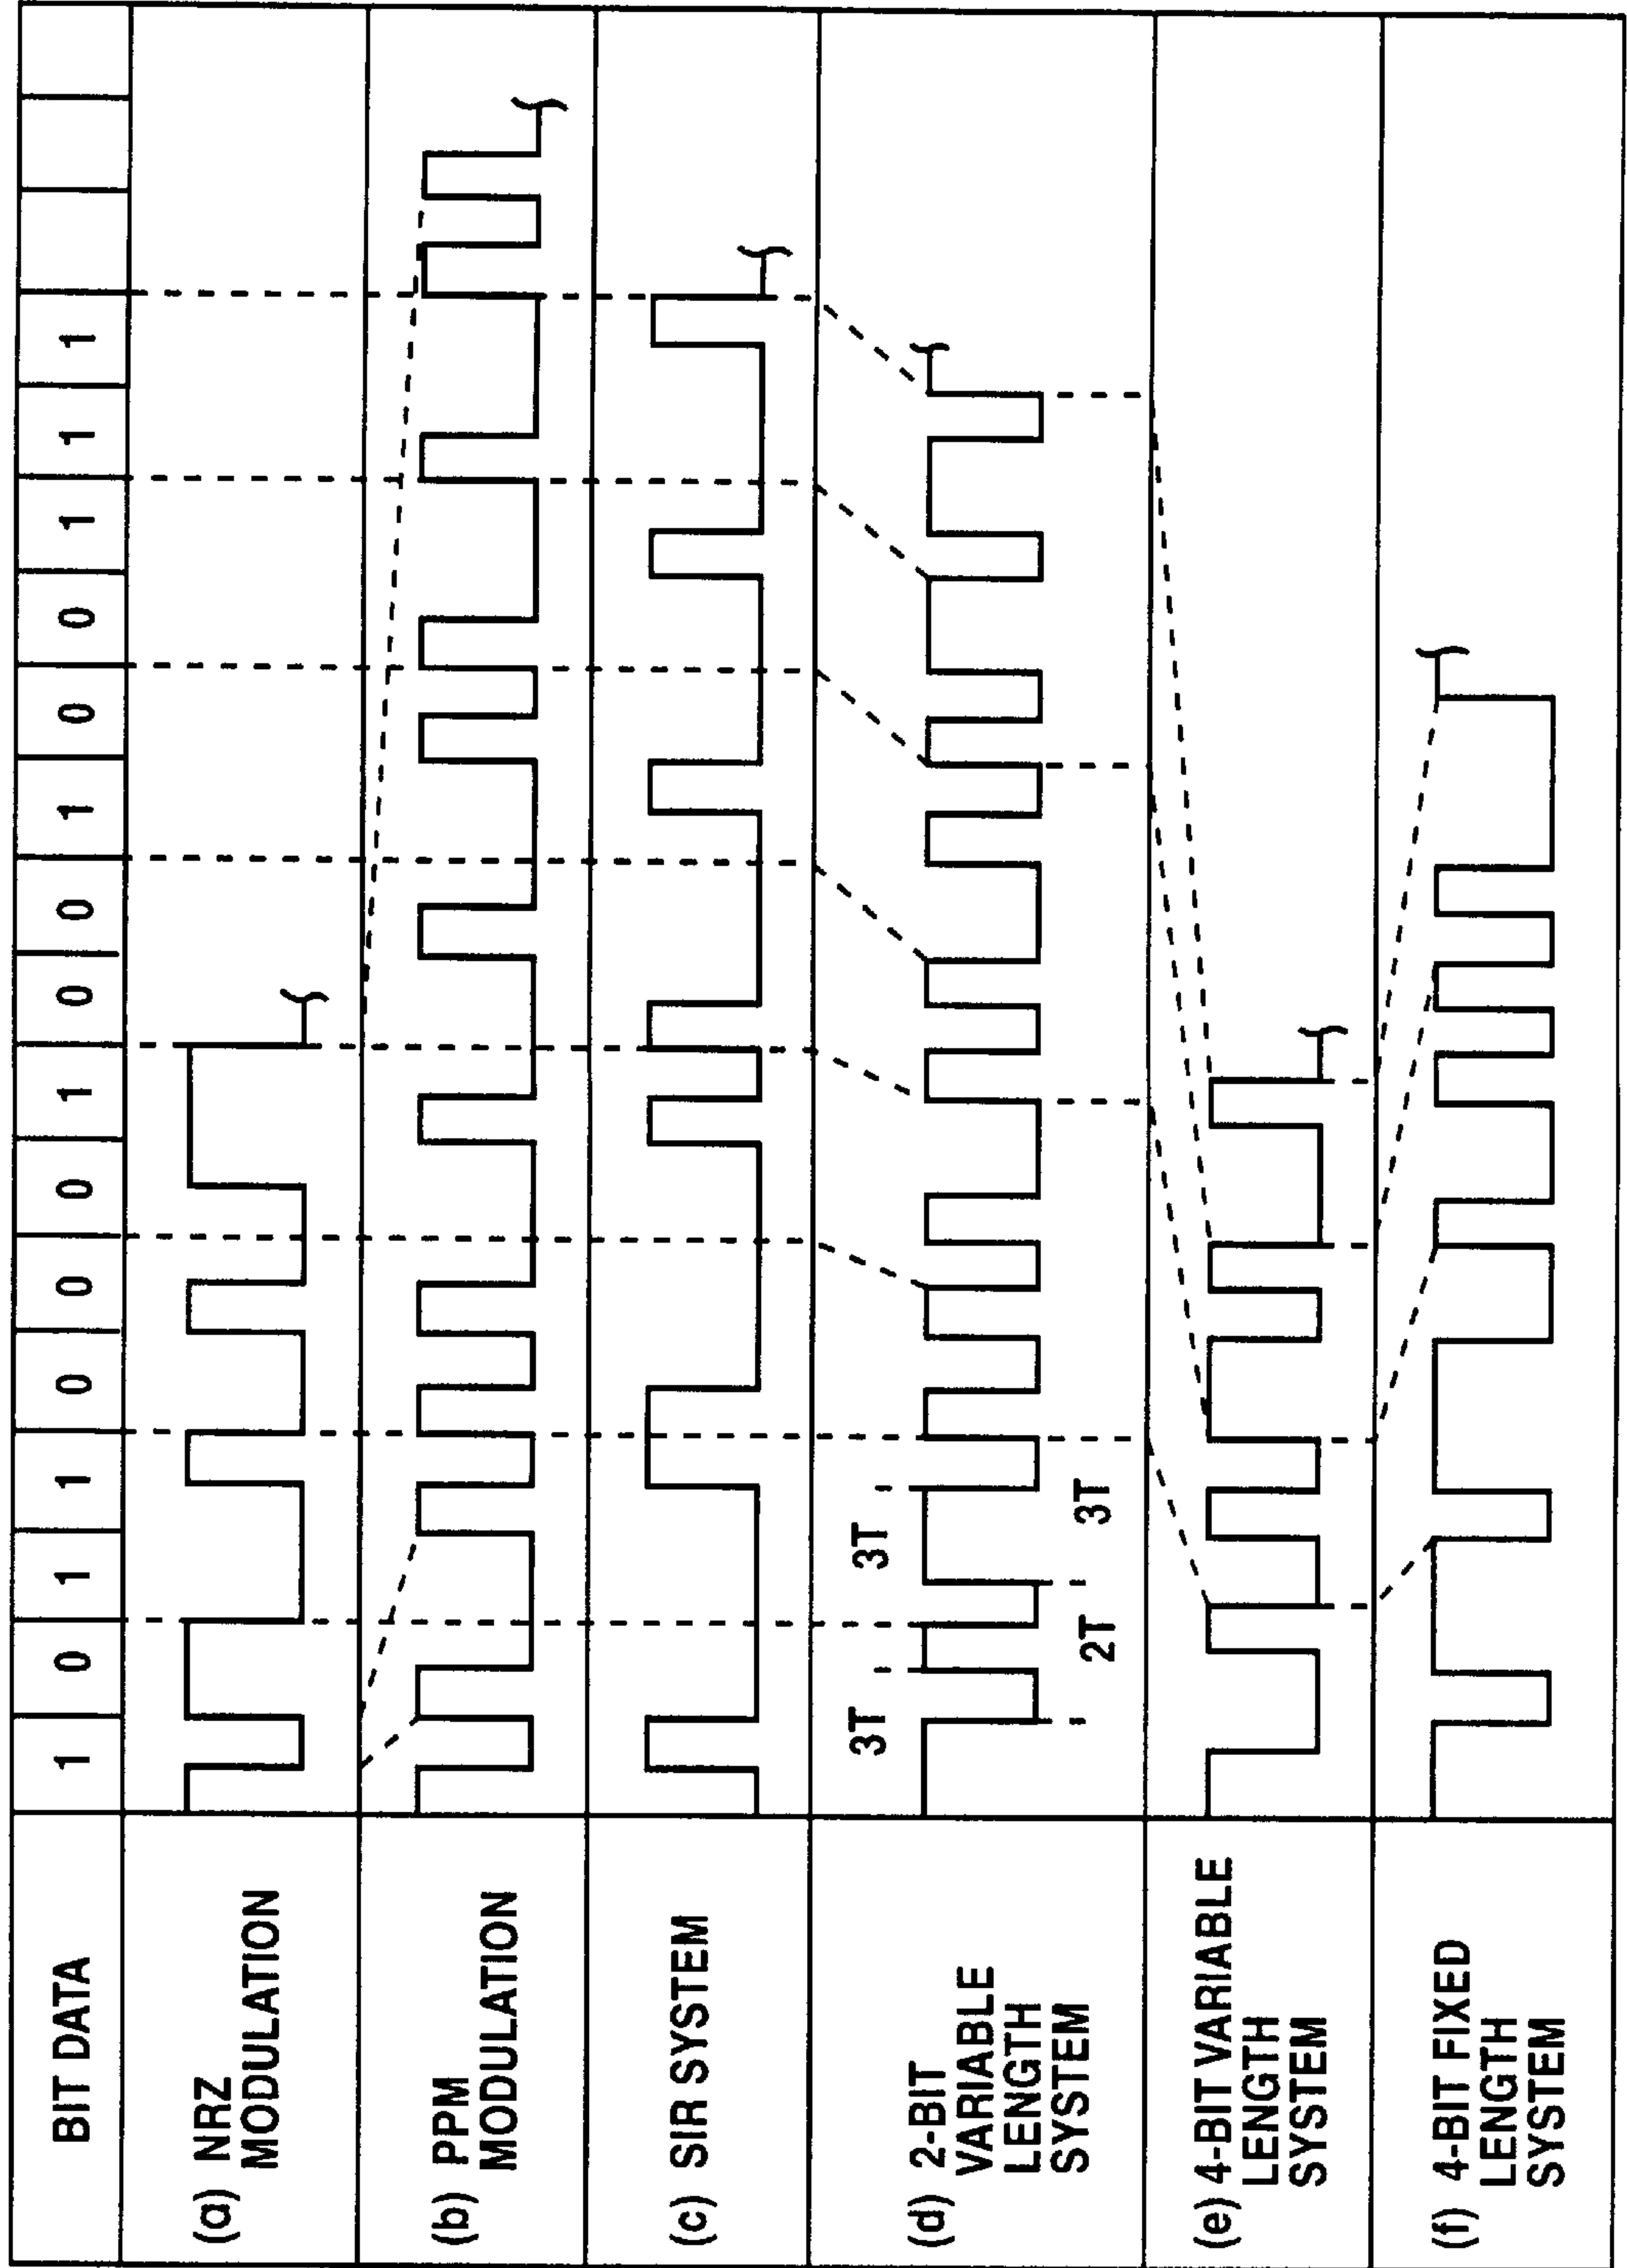 BIT DATA 1 0 1 1 0 0 0 1 0 0 1 0 0 1 1 1
(a) NRZ
MODULATION
(b) PPM
MODULATION
(c) SIR SYSTEM
(d) 2-BIT
VARIABLE
LENGTH
SYSTEM
3T 3T
2T 3T
(e) 4-BIT VARIABLE
LENGTH
SYSTEM
(f) 4-BIT FIXED
LENGTH
SYSTEM